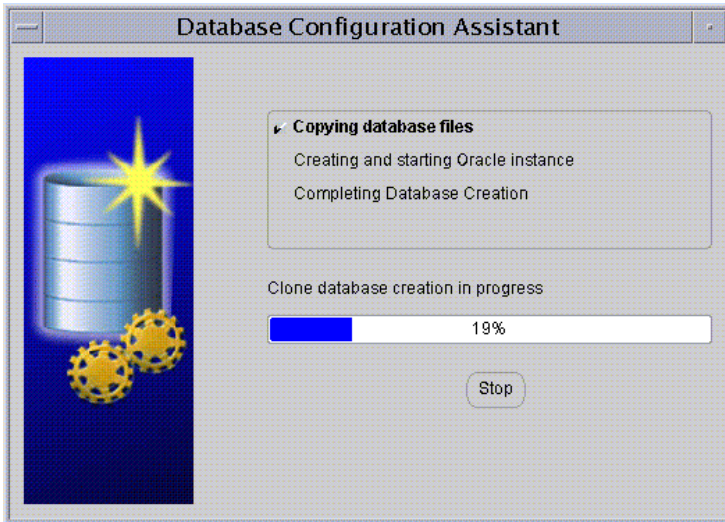 Database Configuration Assistant
Copying database files
Creating and starting Oracle instance
Completing Database Creation
Clone database creation in progress
19%
Stop